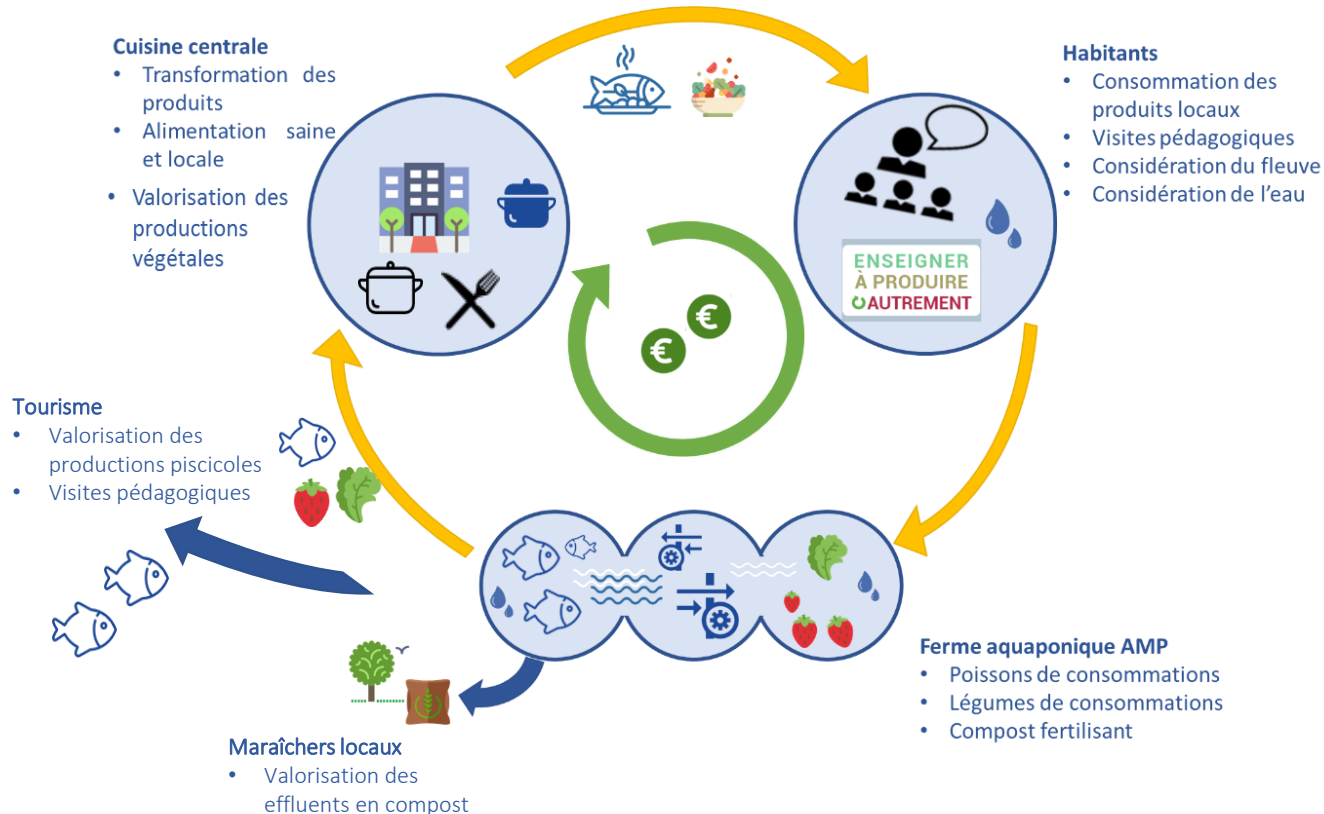 Cuisine centrale
• Transformation des
produits
• Alimentation saine
et locale
• Valorisation des
productions
végétales
Habitants
• Consommation des
produits locaux
• Visites pédagogiques
• Considération du fleuve
• Considération de l'eau
ENSEIGNER
À PRODUIRE
AUTREMENT
€
€
Tourisme
• Valorisation des
productions piscicoles
• Visites pédagogiques
Ferme aquaponique AMP
• Poissons de consommations
• Légumes de consommations
• Compost fertilisant
Maraîchers locaux
• Valorisation des
effluents en compost